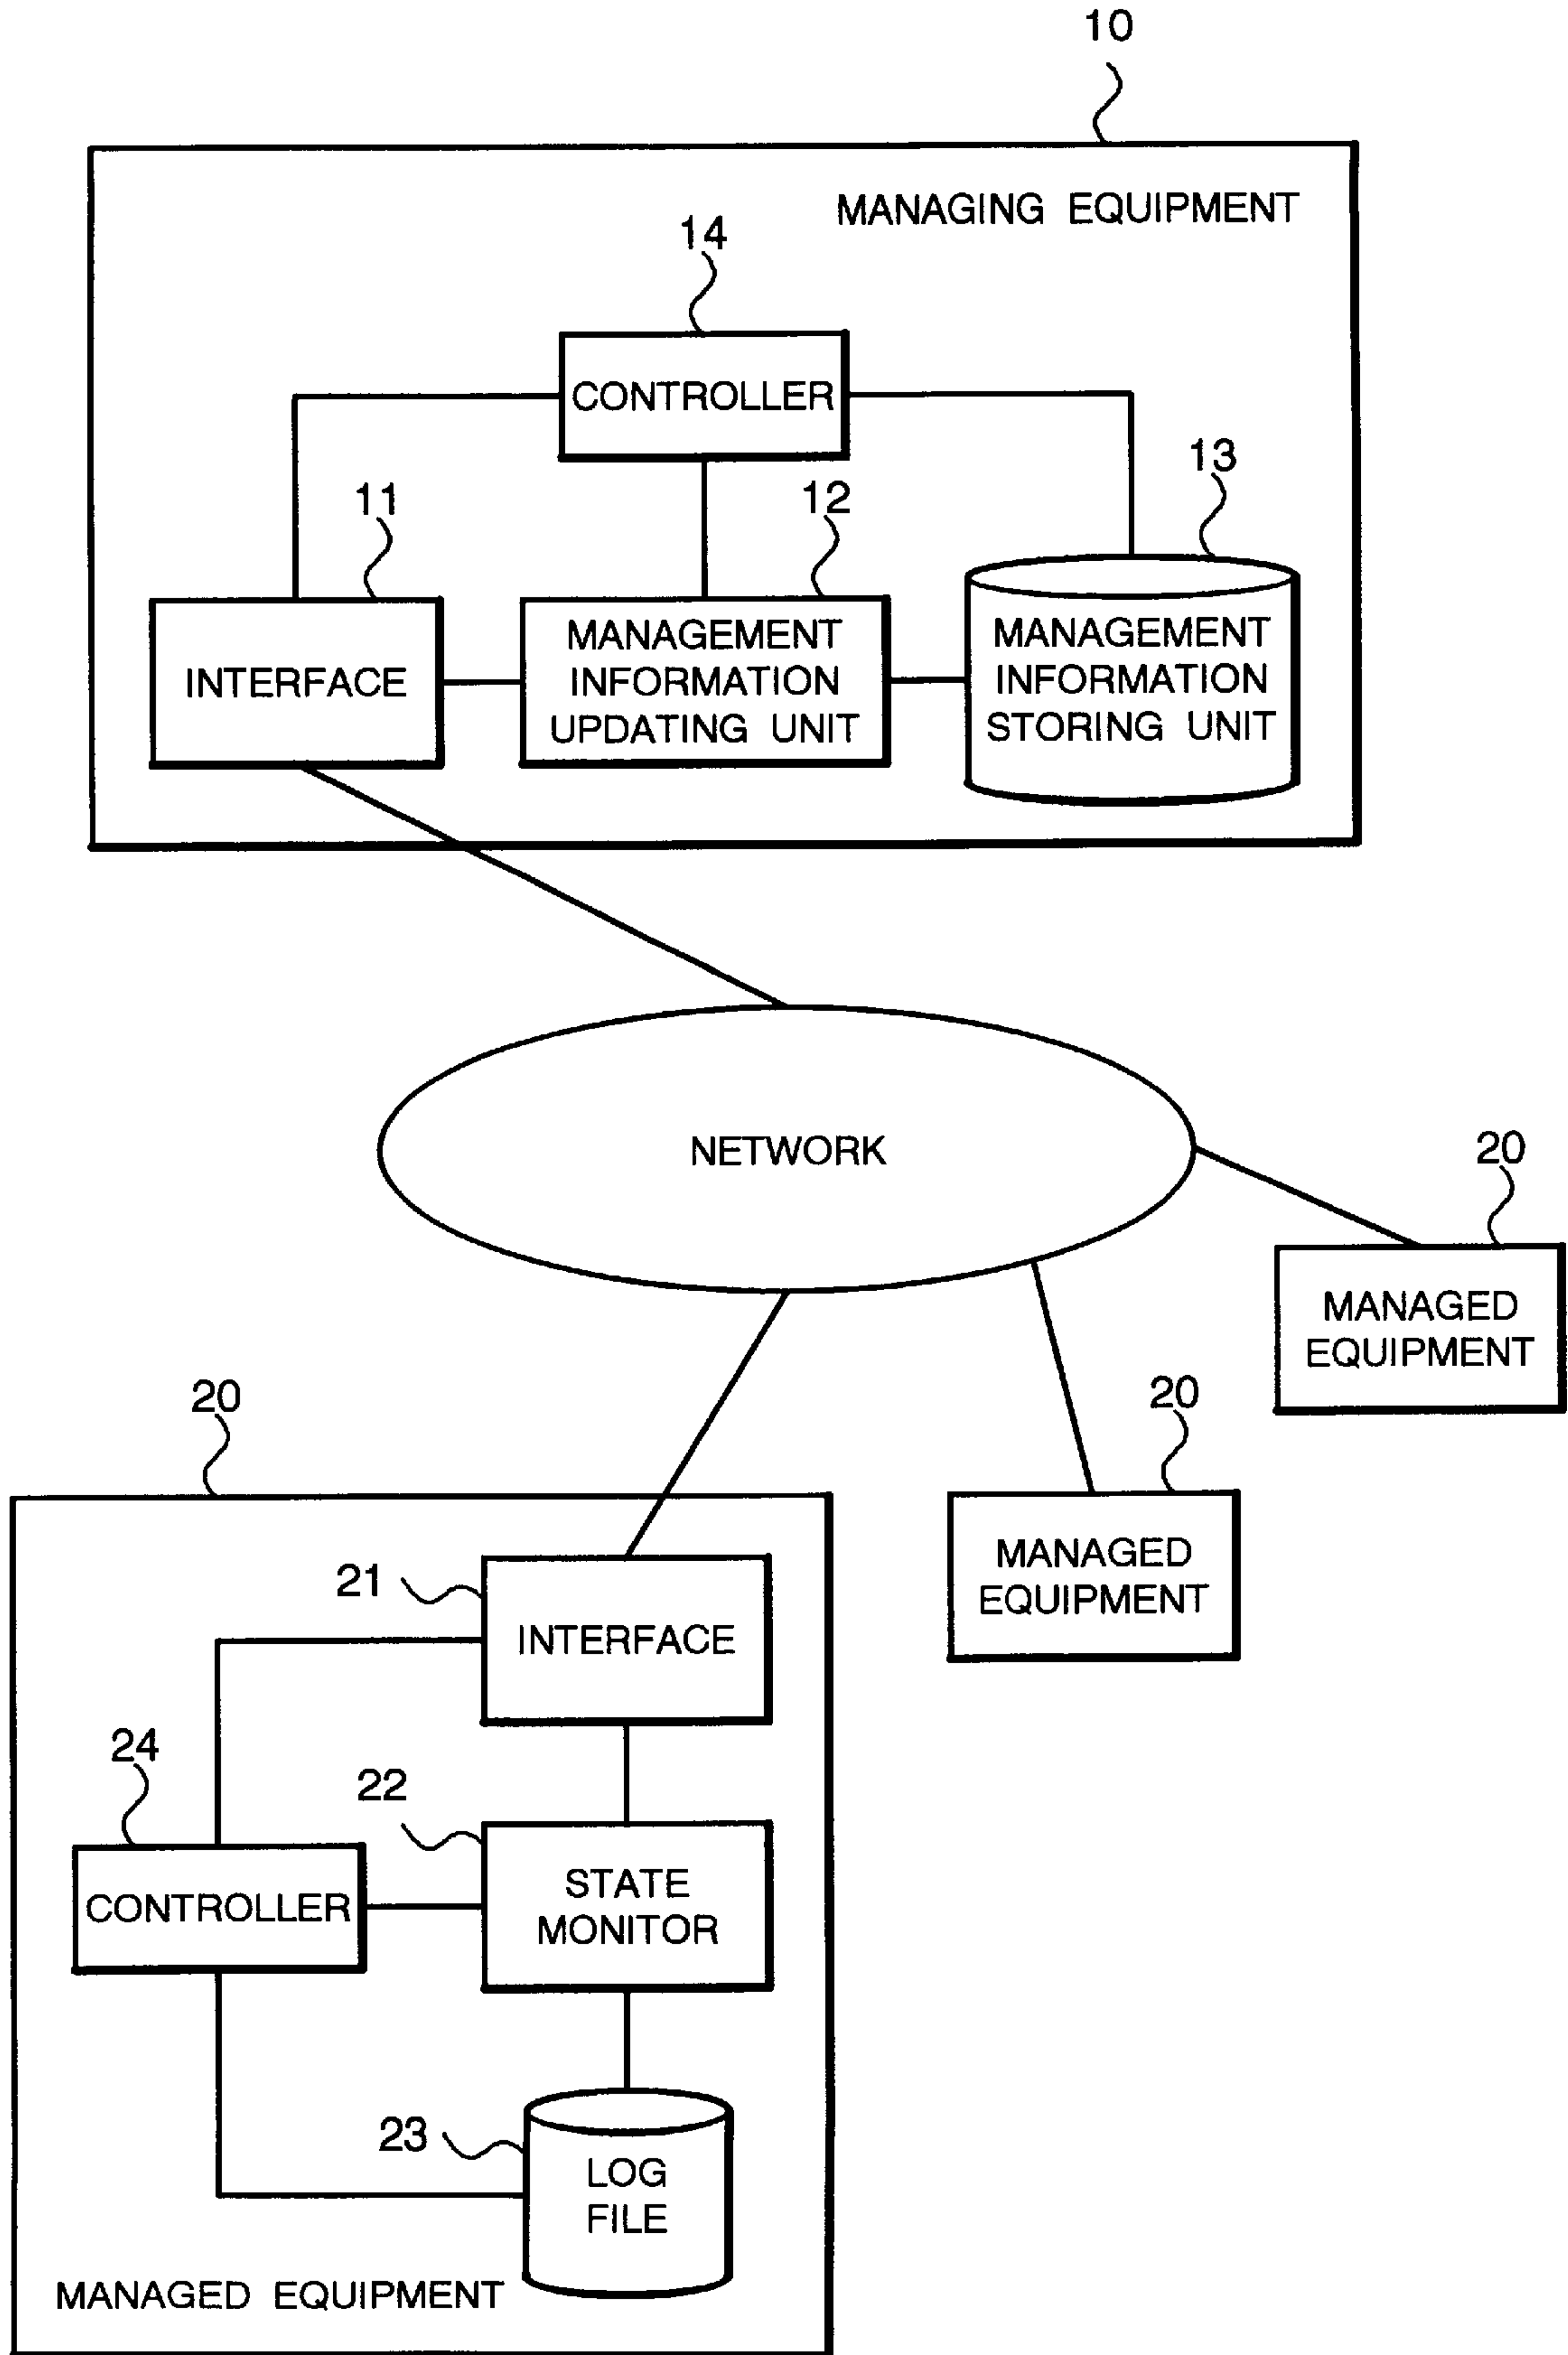 10
MANAGING EQUIPMENT
14
CONTROLLER
13
11
12
INTERFACE
MANAGEMENT
INFORMATION
UPDATING UNIT
MANAGEMENT
INFORMATION
STORING UNIT
NETWORK
20
MANAGED
EQUIPMENT
20
MANAGED
EQUIPMENT
20
21
INTERFACE
24
CONTROLLER
22
STATE
MONITOR
23
LOG
FILE
MANAGED EQUIPMENT